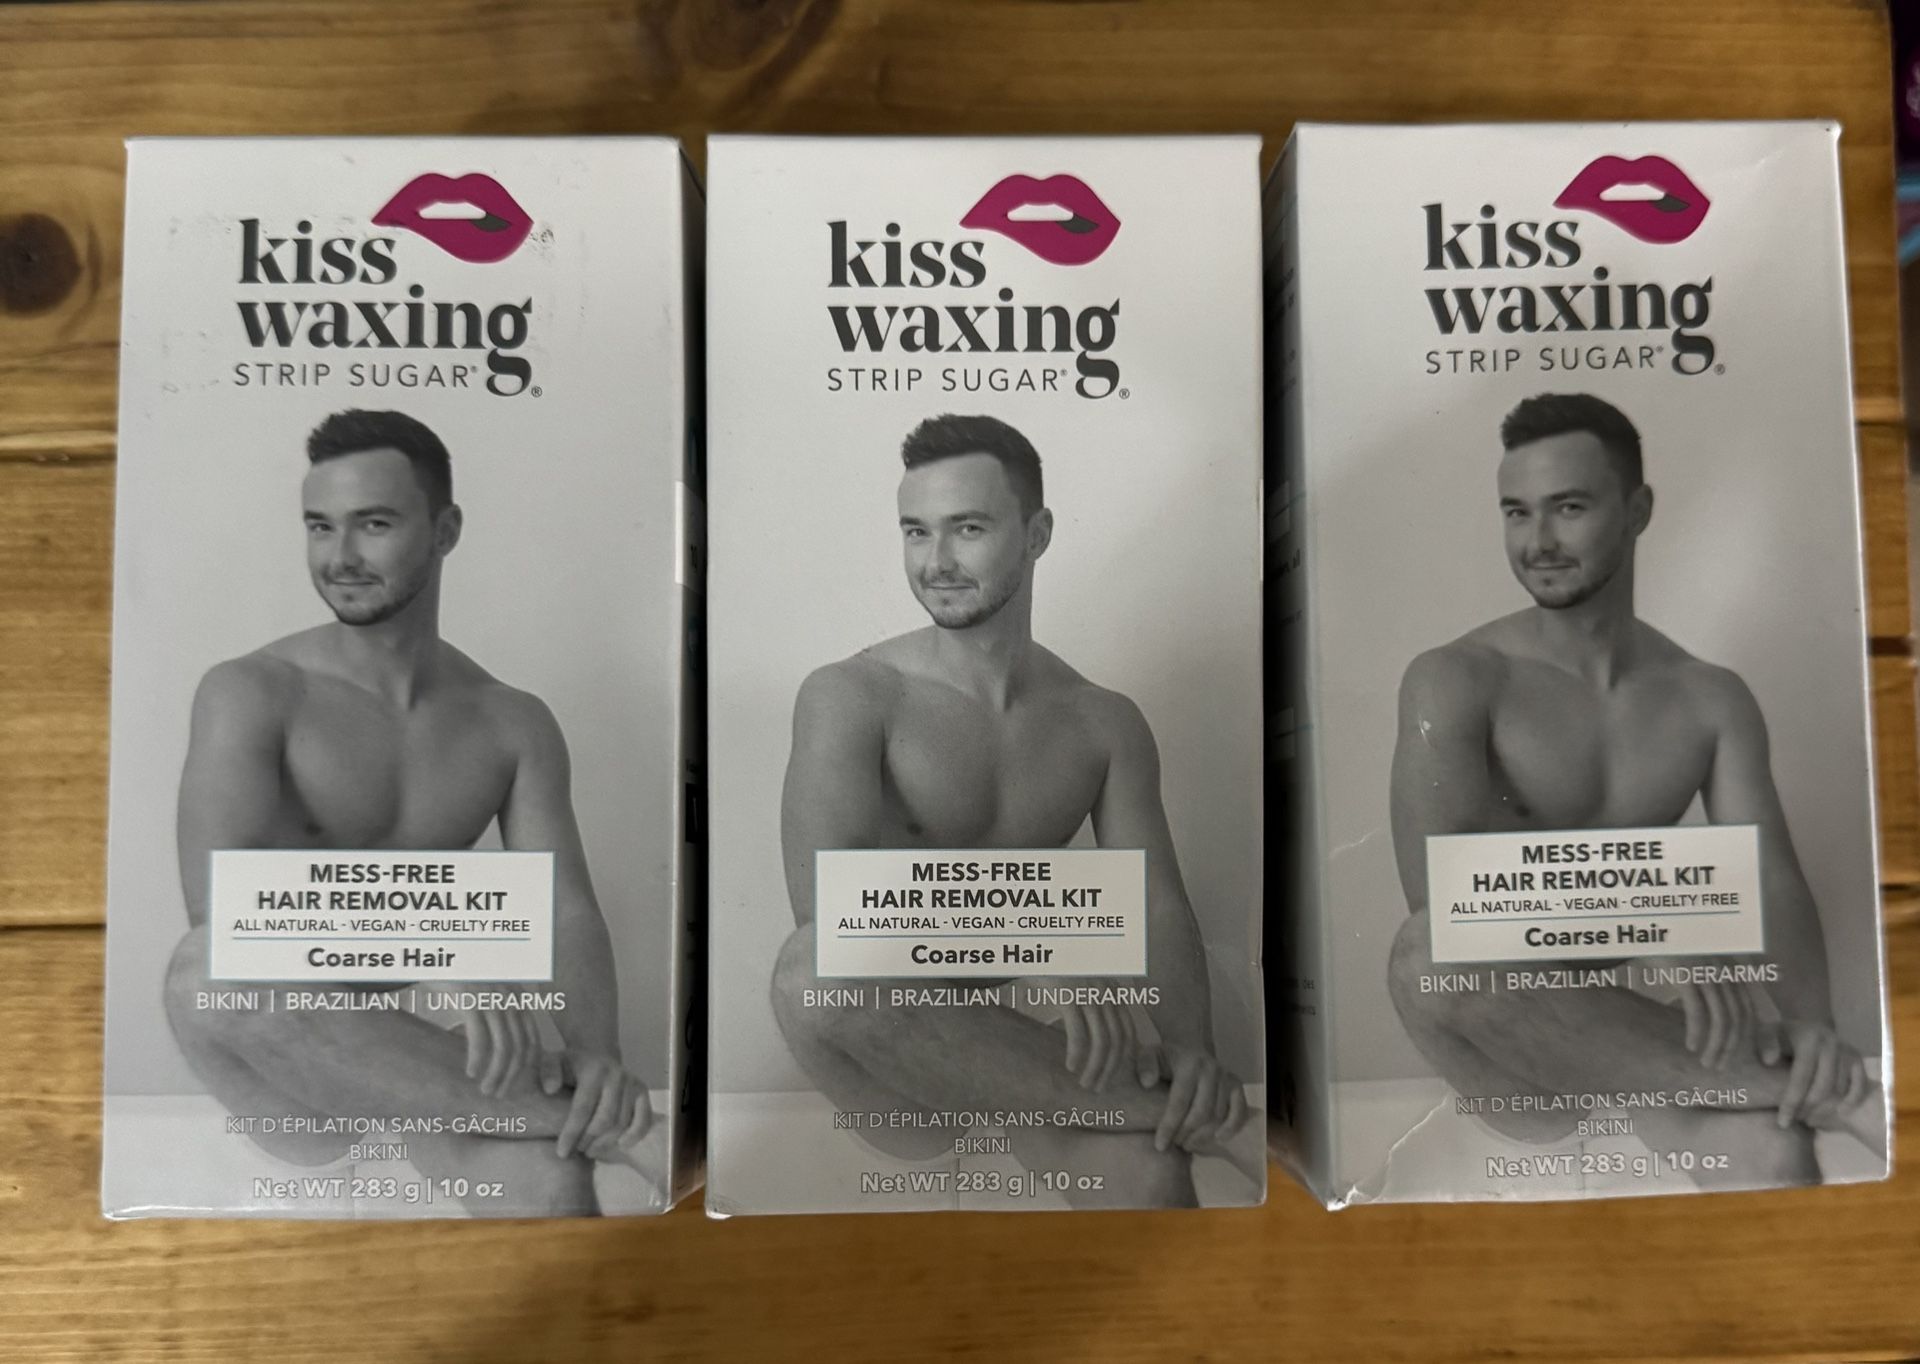 kiss
waxing®
STRIP SUGAR®
MESS-FREE
HAIR REMOVAL KIT
ALL NATURAL - VEGAN - CRUELTY FREE
Coarse Hair
BIKINI | BRAZILIAN | UNDERARMS
KIT D'ÉPILATION SANS-GÂCHIS
BIKINI
Net WT 283 g | 10 oz
kiss
waxing®
STRIP SUGAR®
MESS-FREE
HAIR REMOVAL KIT
ALL NATURAL - VEGAN - CRUELTY FREE
Coarse Hair
BIKINI | BRAZILIAN | UNDERARMS
KIT D'ÉPILATION SANS-GÂCHIS
BIKINI
Net WT 283 g | 10 oz
kiss
waxing®
STRIP SUGAR®
MESS-FREE
HAIR REMOVAL KIT
ALL NATURAL - VEGAN - CRUELTY FREE
Coarse Hair
BIKINI | BRAZILIAN | UNDERARMS
KIT D'ÉPILATION SANS-GÂCHIS
BIKINI
Net WT 283 g | 10 oz